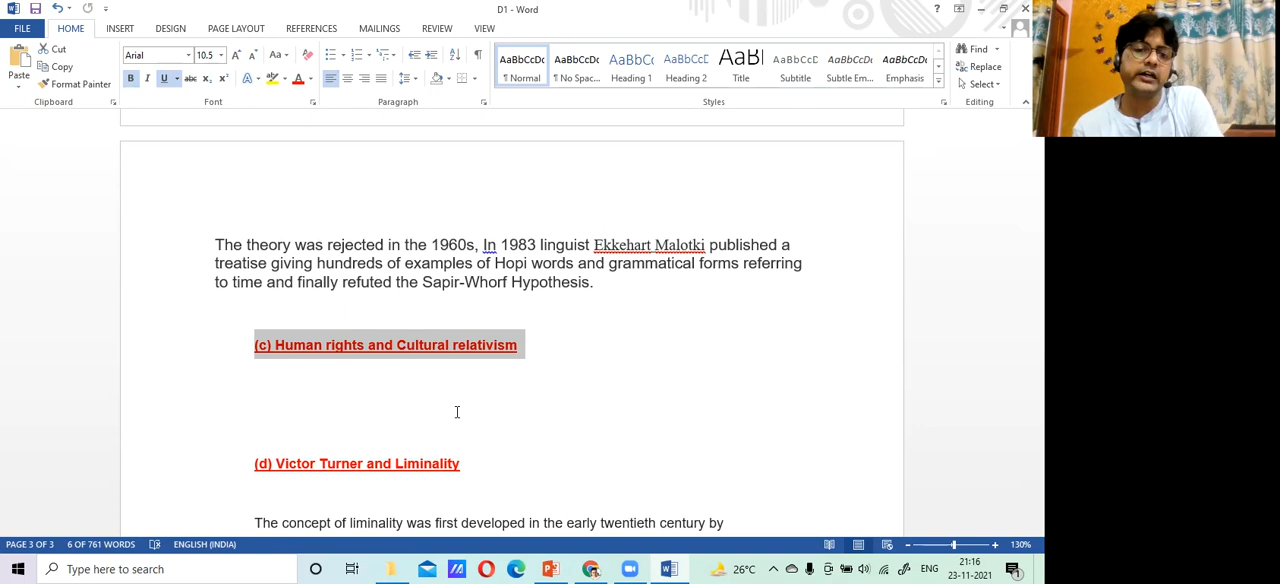 D1 - Word
FILE HOME INSERT DESIGN PAGE LAYOUT REFERENCES MAILINGS REVIEW VIEW
Paste
Cut
Copy
Format Painter
Clipboard
Arial 10.5
Font
Paragraph
AaBbCcDc AaBbCcDc AaBbCc AaBbCcD AaBl AaBbCcDc AaBbCcDc AaBbCcDc
¶ Normal ¶ No Spac... Heading 1 Heading 2 Title Subtitle Subtle Em... Emphasis
Styles
Find
Replace
Select
Editing
The theory was rejected in the 1960s, In 1983 linguist Ekkehart Malotki published a
treatise giving hundreds of examples of Hopi words and grammatical forms referring
to time and finally refuted the Sapir-Whorf Hypothesis.
(c) Human rights and Cultural relativism
(d) Victor Turner and Liminality
The concept of liminality was first developed in the early twentieth century by
PAGE 3 OF 3 6 OF 761 WORDS ENGLISH (INDIA) 130%
Type here to search
26°C ENG 21:16
23-11-2021